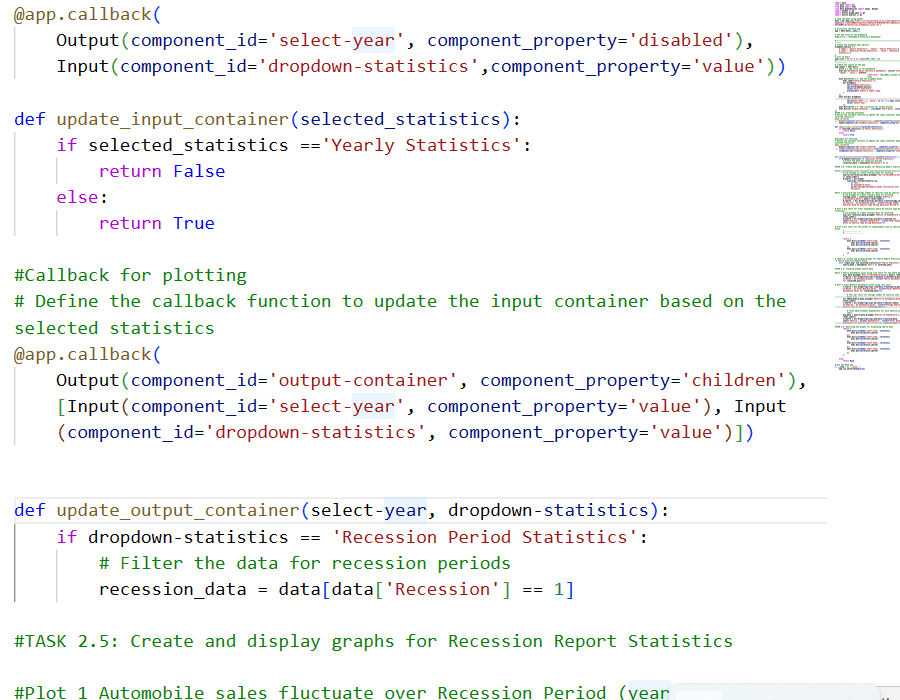 @app.callback(
    Output(component_id='select-year', component_property='disabled'),
    Input(component_id='dropdown-statistics',component_property='value'))
def update_input_container(selected_statistics):
    if selected_statistics =='Yearly Statistics':
        return False
    else:
        return True
#Callback for plotting
# Define the callback function to update the input container based on the
selected statistics
@app.callback(
    Output(component_id='output-container', component_property='children'),
    [Input(component_id='select-year', component_property='value'), Input
    (component_id='dropdown-statistics', component_property='value')])
def update_output_container(select-year, dropdown-statistics):
    if dropdown-statistics == 'Recession Period Statistics':
        # Filter the data for recession periods
        recession_data = data[data['Recession'] == 1]
#TASK 2.5: Create and display graphs for Recession Report Statistics
#Plot 1 Automobile sales fluctuate over Recession Period (year